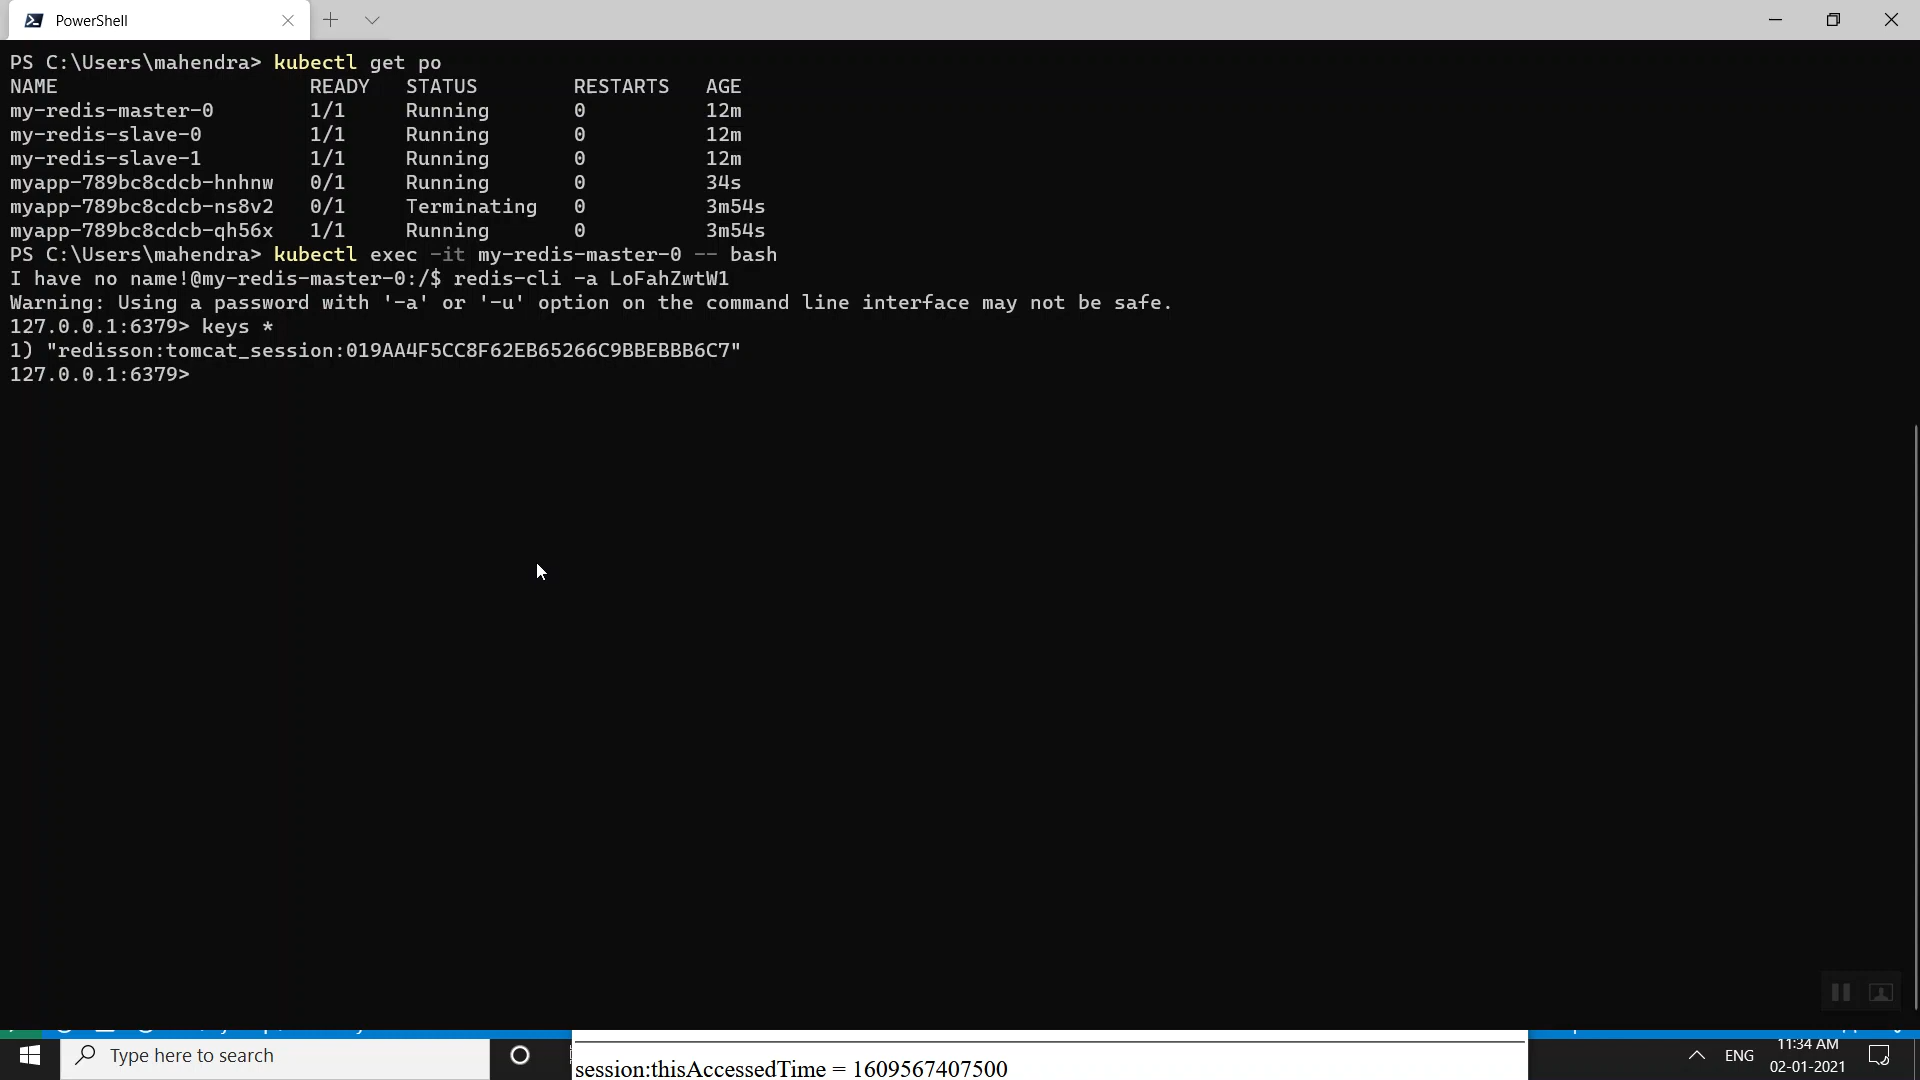 PowerShell
PS C:\Users\mahendra> kubectl get po
NAME READY STATUS RESTARTS AGE
my-redis-master-0 1/1 Running 0 12m
my-redis-slave-0 1/1 Running 0 12m
my-redis-slave-1 1/1 Running 0 12m
myapp-789bc8cdcb-hnhnw 0/1 Running 0 34s
myapp-789bc8cdcb-ns8v2 0/1 Terminating 0 3m54s
myapp-789bc8cdcb-qh56x 1/1 Running 0 3m54s
PS C:\Users\mahendra> kubectl exec -it my-redis-master-0 -- bash
I have no name!@my-redis-master-0:/$ redis-cli -a LoFahZwtW1
Warning: Using a password with '-a' or '-u' option on the command line interface may not be safe.
127.0.0.1:6379> keys *
1) "redisson:tomcat_session:019AA4F5CC8F62EB65266C9BBEBBB6C7"
127.0.0.1:6379>
Type here to search
session:thisAccessedTime = 1609567407500
ENG
11:34 AM
02-01-2021